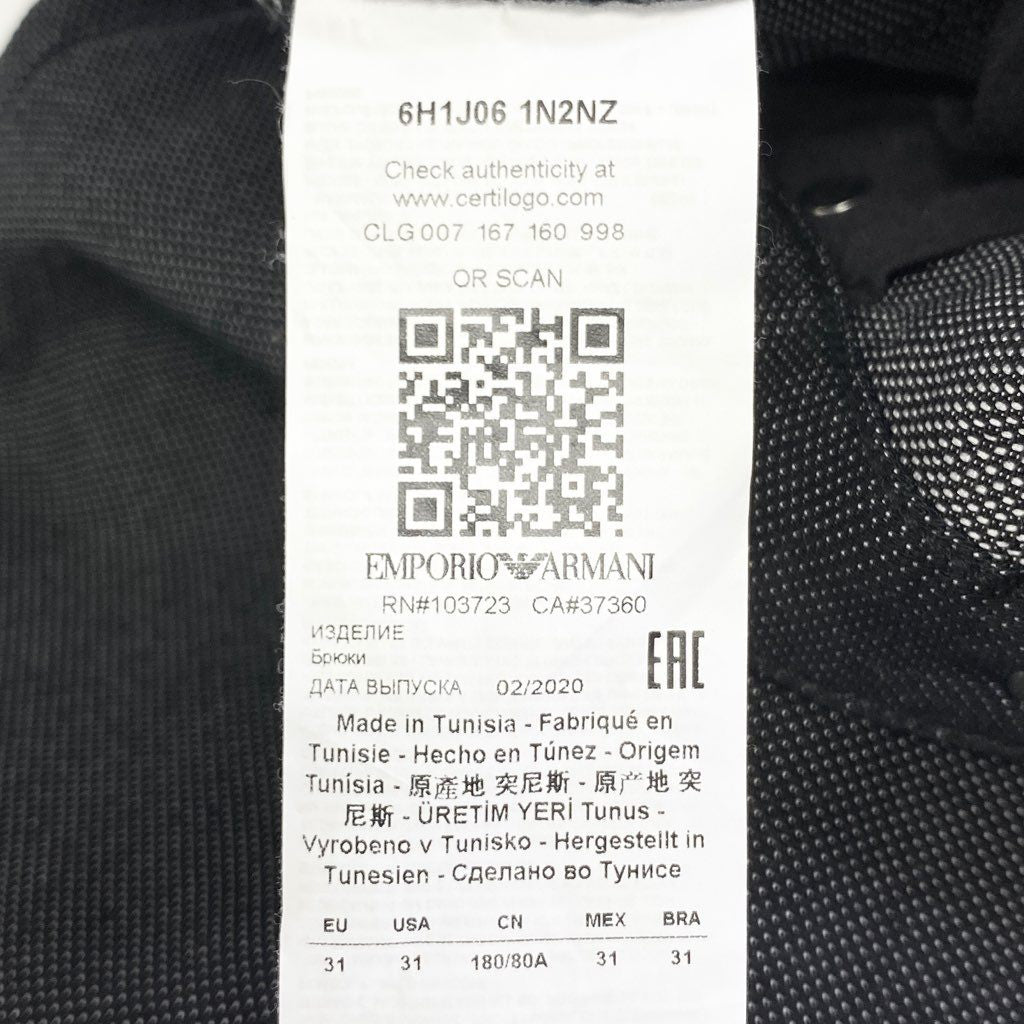 6H1J06 1N2NZ
Check authenticity at
www.certilogo.com
CLG 007 167 160 998
OR SCAN
EMPORIO ARMANI
RN#103723 CA#37360
ИЗДЕЛИЕ
Брюки
ДАТА ВЫПУСКА 02/2020
EAC
Made in Tunisia - Fabriqué en
Tunisie - Hecho en Túnez - Origem
Tunísia - 原產地 突尼斯 - 原产地 突
尼斯 - ÜRETİM YERİ Tunus -
Vyrobeno v Tunisko - Hergestellt in
Tunesien - Сделано во Тунисе
EU USA CN MEX BRA
31 31 180/80A 31 31